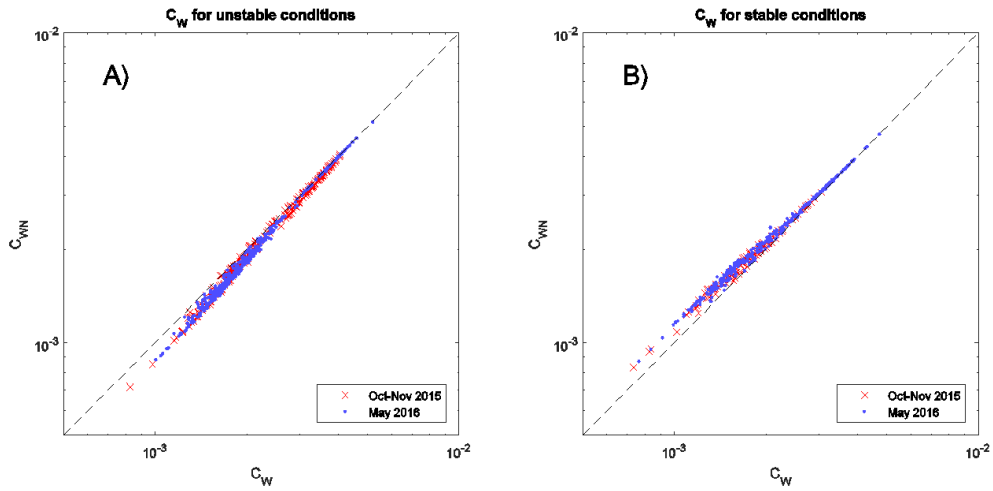 C_W for unstable conditions
A)
10^-2
C_WN
10^-3
10^-3
10^-2
C_W
Oct-Nov 2015
May 2016
C_W for stable conditions
B)
10^-2
C_WN
10^-3
10^-3
10^-2
C_W
Oct-Nov 2015
May 2016